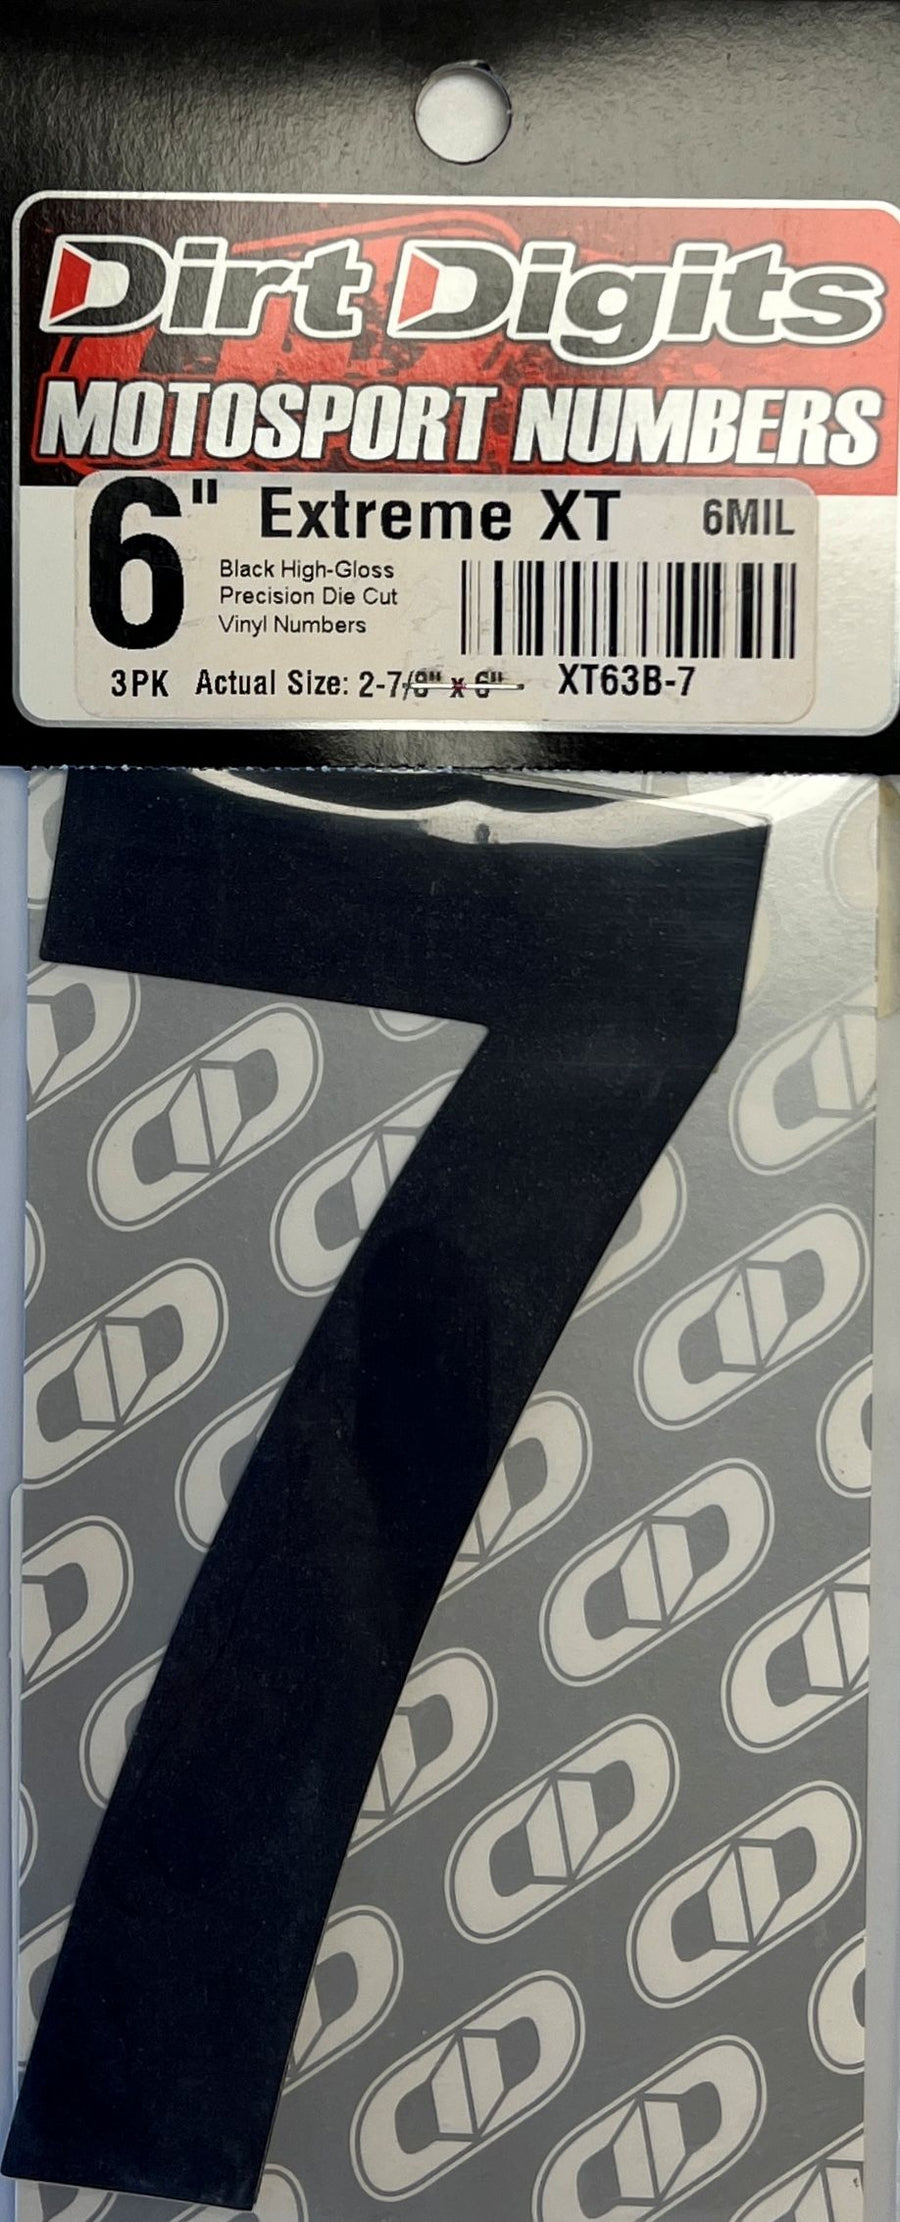 Dirt Digits
MOTOSPORT NUMBERS
6" Extreme XT 6MIL
Black High-Gloss
Precision Die Cut
Vinyl Numbers
3PK Actual Size: 2-7/8" x 6" XT63B-7
7